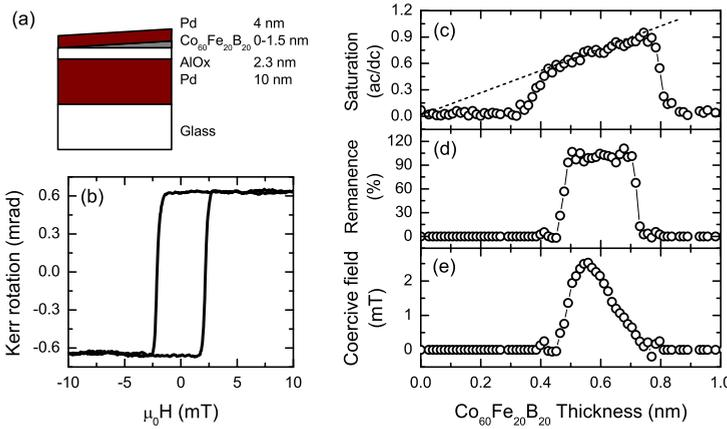 (a)
Pd 4 nm
Co60Fe20B20 0-1.5 nm
AlOx 2.3 nm
Pd 10 nm
Glass
(b)
Kerr rotation (mrad)
0.6
0.3
0.0
-0.3
-0.6
-10 -5 0 5 10
μ0H (mT)
(c)
Saturation
(ac/dc)
1.2
0.9
0.6
0.3
0.0
(d)
Remanence
(%)
120
90
60
30
0
(e)
Coercive field
(mT)
2
1
0
0.0 0.2 0.4 0.6 0.8 1.0
Co60Fe20B20 Thickness (nm)